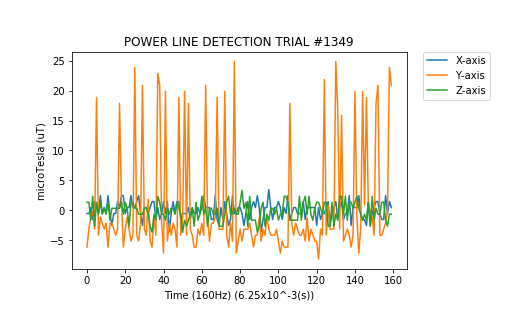 POWER LINE DETECTION TRIAL #1349
X-axis
Y-axis
Z-axis
microTesla (uT)
25
20
15
10
5
0
−5
0 20 40 60 80 100 120 140 160
Time (160Hz) (6.25x10^-3(s))